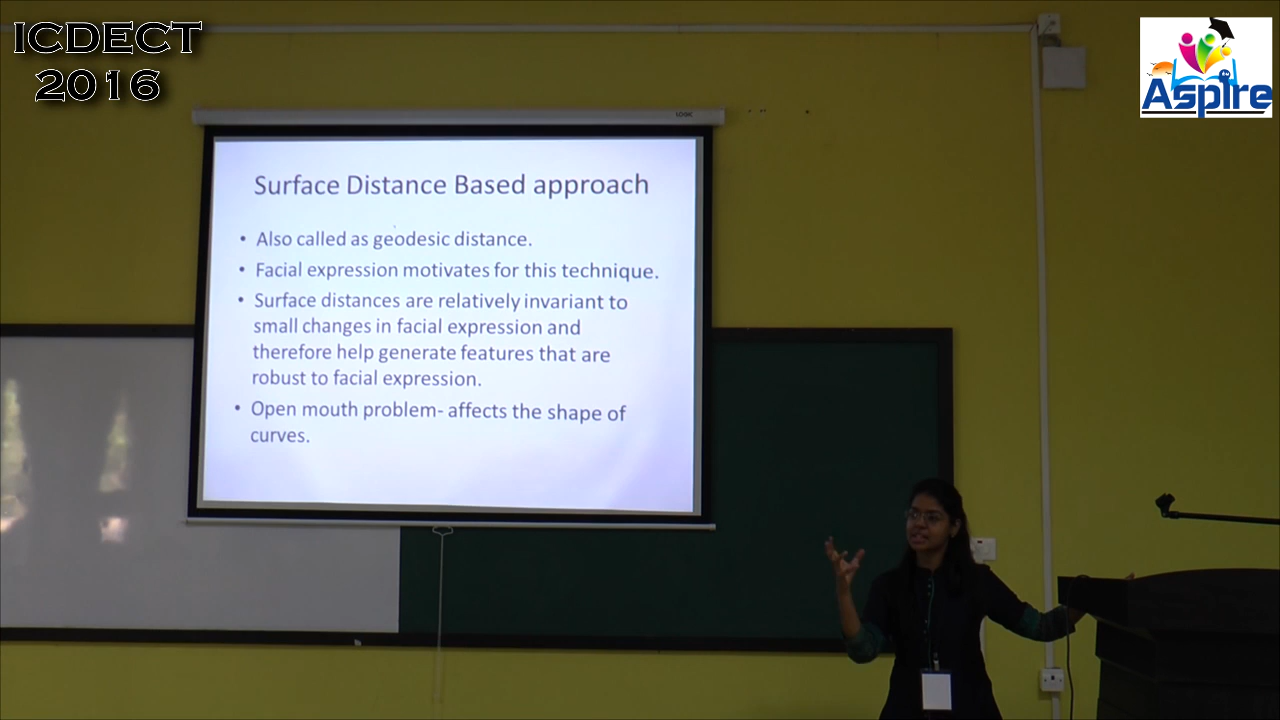 ICDECT
2016
Aspire
LOGIC
Surface Distance Based approach
• Also called as geodesic distance.
• Facial expression motivates for this technique.
• Surface distances are relatively invariant to
small changes in facial expression and
therefore help generate features that are
robust to facial expression.
• Open mouth problem- affects the shape of
curves.